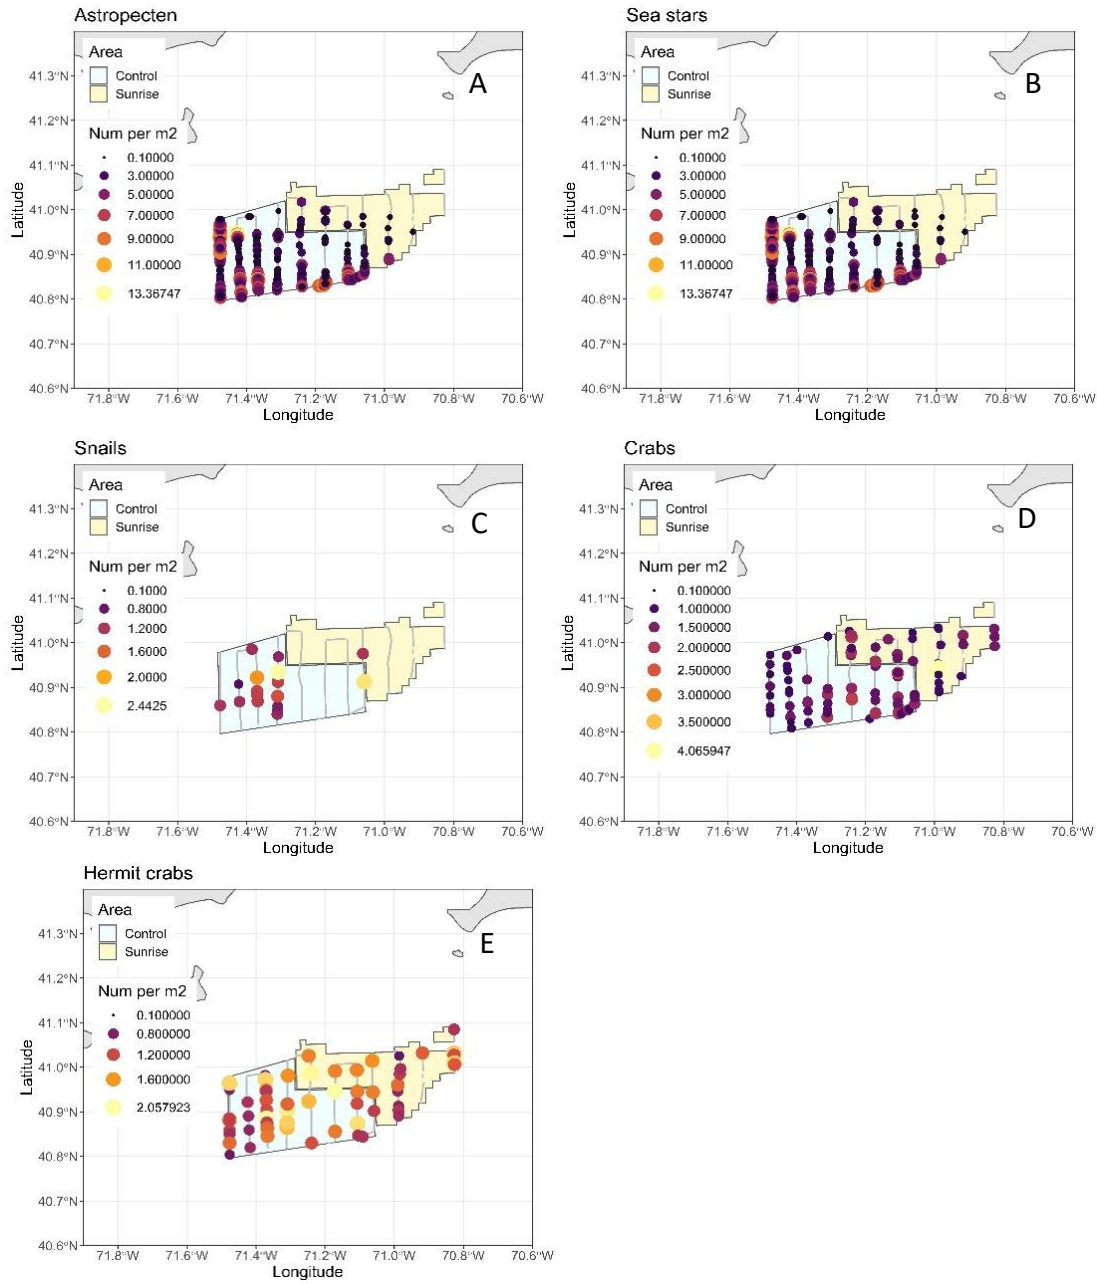 Astropecten
Area
Control
Sunrise
A
Num per m2
0.10000
3.00000
5.00000
7.00000
9.00000
11.00000
13.36747
41.3°N
41.2°N
41.1°N
41.0°N
40.9°N
40.8°N
40.7°N
40.6°N
Latitude
71.8°W 71.6°W 71.4°W 71.2°W 71.0°W 70.8°W 70.6°W
Longitude
Sea stars
Area
Control
Sunrise
B
Num per m2
0.10000
3.00000
5.00000
7.00000
9.00000
11.00000
13.36747
41.3°N
41.2°N
41.1°N
41.0°N
40.9°N
40.8°N
40.7°N
40.6°N
Latitude
71.8°W 71.6°W 71.4°W 71.2°W 71.0°W 70.8°W 70.6°W
Longitude
Snails
Area
Control
Sunrise
C
Num per m2
0.1000
0.8000
1.2000
1.6000
2.0000
2.4425
41.3°N
41.2°N
41.1°N
41.0°N
40.9°N
40.8°N
40.7°N
40.6°N
Latitude
71.8°W 71.6°W 71.4°W 71.2°W 71.0°W 70.8°W 70.6°W
Longitude
Crabs
Area
Control
Sunrise
D
Num per m2
0.100000
1.000000
1.500000
2.000000
2.500000
3.000000
3.500000
4.065947
41.3°N
41.2°N
41.1°N
41.0°N
40.9°N
40.8°N
40.7°N
40.6°N
Latitude
71.8°W 71.6°W 71.4°W 71.2°W 71.0°W 70.8°W 70.6°W
Longitude
Hermit crabs
Area
Control
Sunrise
E
Num per m2
0.100000
0.800000
1.200000
1.600000
2.057923
41.3°N
41.2°N
41.1°N
41.0°N
40.9°N
40.8°N
40.7°N
40.6°N
Latitude
71.8°W 71.6°W 71.4°W 71.2°W 71.0°W 70.8°W 70.6°W
Longitude